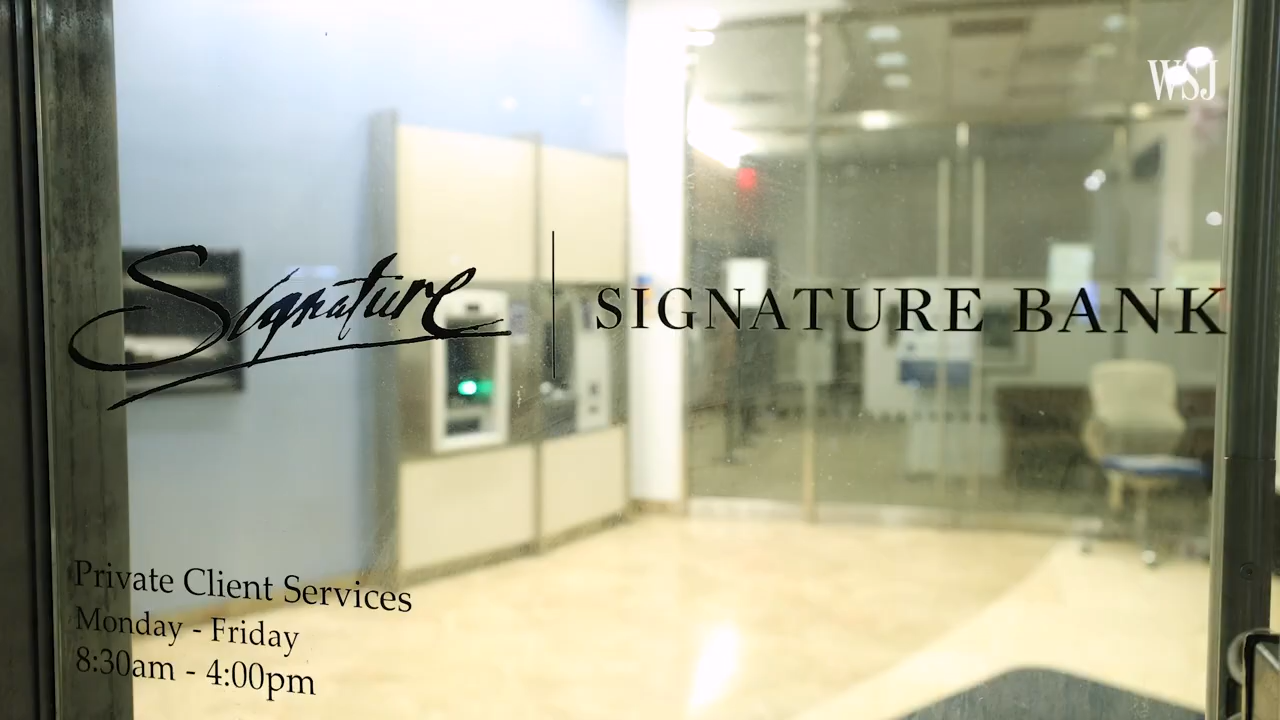 WSJ
Signature
SIGNATURE BANK
Private Client Services
Monday - Friday
8:30am - 4:00pm